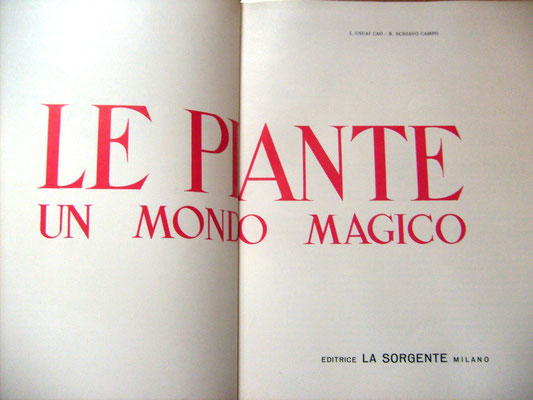 I. USUAI CAO - R. SCHIAVO CAMPO
LE PIANTE
UN MONDO MAGICO
EDITRICE LA SORGENTE MILANO